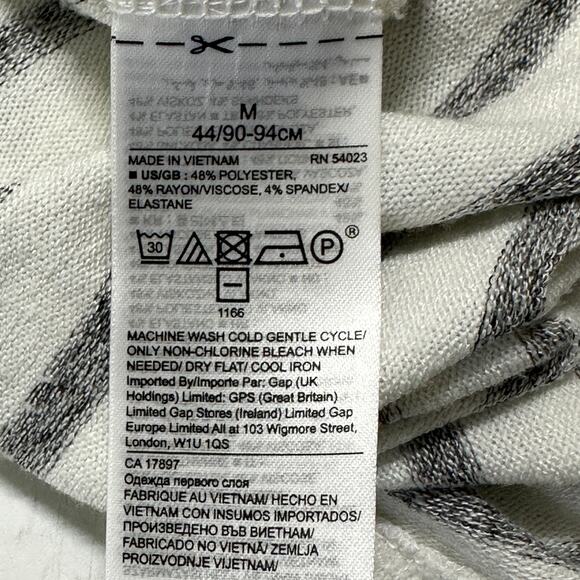 M
44/90-94CM
MADE IN VIETNAM RN 54023
■ US/GB : 48% POLYESTER,
48% RAYON/VISCOSE, 4% SPANDEX/
ELASTANE
30 P ®
1166
MACHINE WASH COLD GENTLE CYCLE/
ONLY NON-CHLORINE BLEACH WHEN
NEEDED/ DRY FLAT/ COOL IRON
Imported By/Importe Par: Gap (UK
Holdings) Limited: GPS (Great Britain)
Limited Gap Stores (Ireland) Limited Gap
Europe Limited All at 103 Wigmore Street,
London, W1U 1QS
CA 17897
Одежда первого слоя
FABRIQUE AU VIETNAM/ HECHO EN
VIETNAM CON INSUMOS IMPORTADOS/
ПРОИЗВЕДЕНО ВЪВ ВИЕТНАМ/
FABRICADO NO VIETNÃ/ ZEMLJA
PROIZVODNJE VIJETNAM/